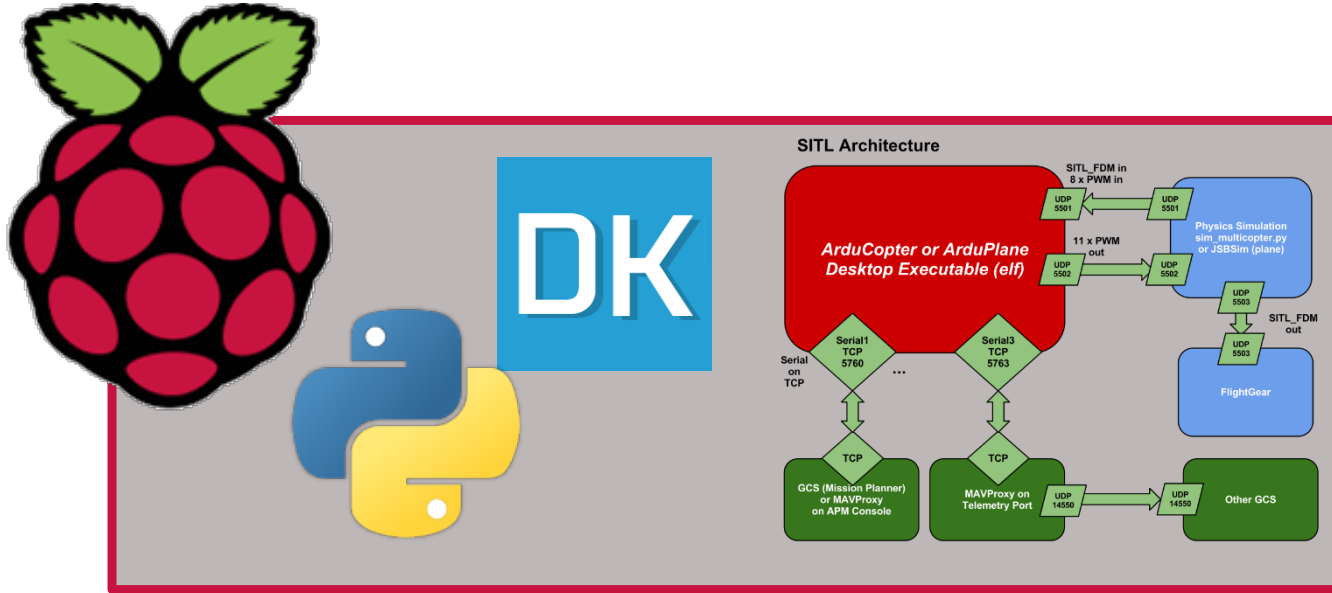 DK
SITL Architecture
SITL_FDM in
8 x PWM in
UDP
5501
UDP
5501
ArduCopter or ArduPlane
Desktop Executable (elf)
Physics Simulation
sim_multicopter.py
or JSBSim (plane)
11 x PWM
out
UDP
5502
UDP
5502
UDP
5503
SITL_FDM
out
UDP
5503
FlightGear
Serial
on
TCP
Serial1
TCP
5760
...
Serial3
TCP
5763
TCP
GCS (Mission Planner)
or MAVProxy
on APM Console
TCP
MAVProxy on
Telemetry Port
UDP
14550
UDP
14550
Other GCS